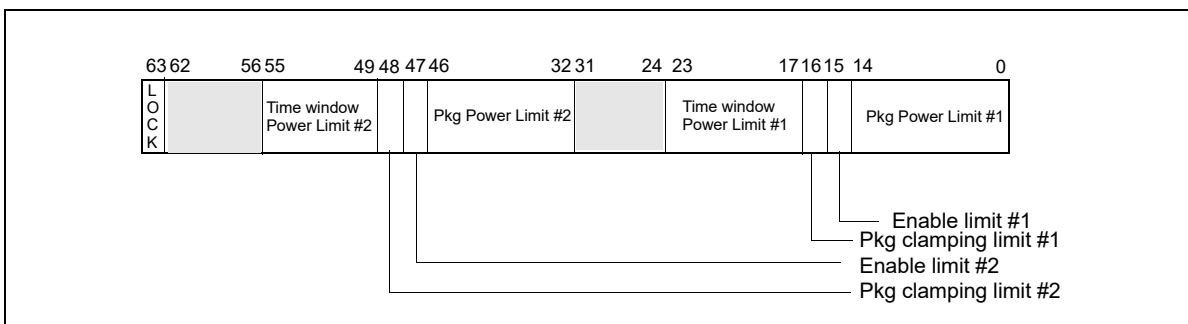 63 62 56 55 49 48 47 46 32 31 24 23 17 16 15 14 0
L
O
C
K
Time window
Power Limit #2
Pkg Power Limit #2
Time window
Power Limit #1
Pkg Power Limit #1
Enable limit #1
Pkg clamping limit #1
Enable limit #2
Pkg clamping limit #2